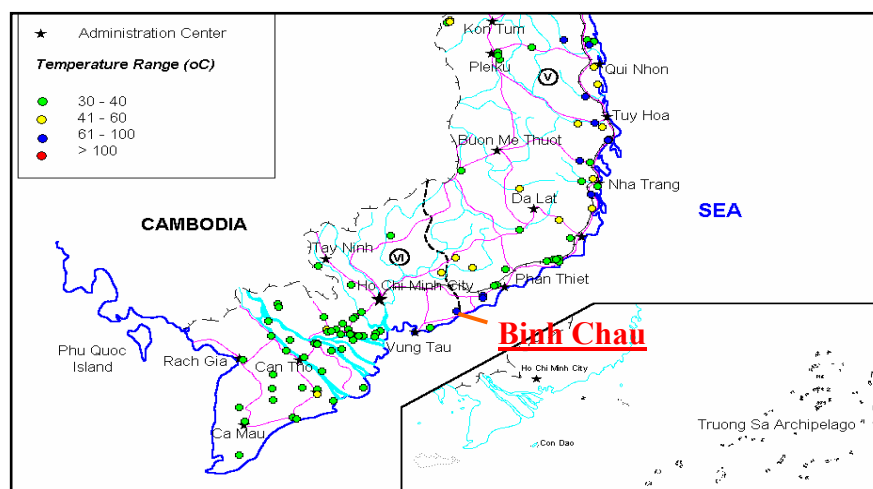 Administration Center
Temperature Range (oC)
30 - 40
41 - 60
61 - 100
> 100
Kon Tum
Pleiku
V
Qui Nhon
Tuy Hoa
Buon Me Thuot
Nha Trang
Da Lat
CAMBODIA
SEA
Tay Ninh
VI
Ho Chi Minh City
Phan Thiet
Binh Chau
Vung Tau
Phu Quoc
Island
Rach Gia
Can Tho
Ca Mau
Ho Chi Minh City
Con Dao
Truong Sa Archipelago